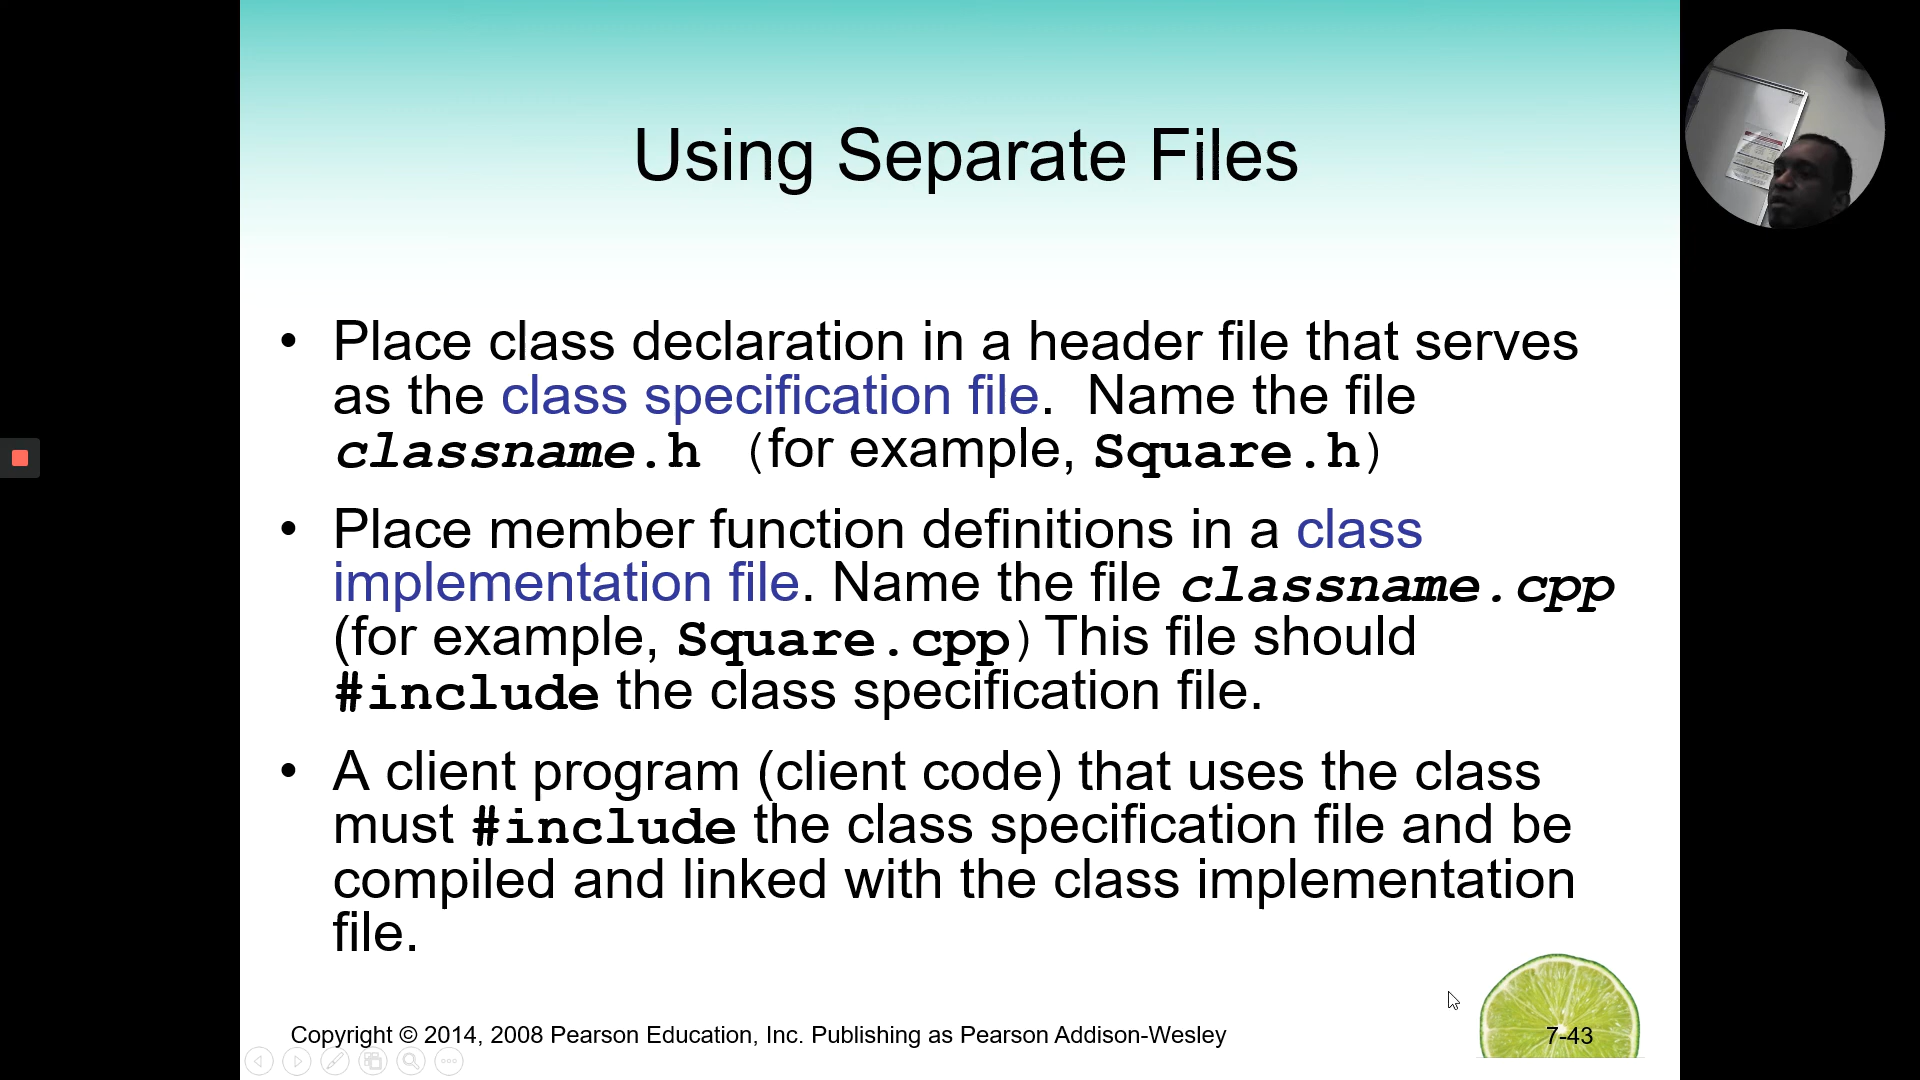 Using Separate Files
• Place class declaration in a header file that serves
as the class specification file.  Name the file
classname.h (for example, Square.h)
• Place member function definitions in a class
implementation file. Name the file classname.cpp
(for example, Square.cpp) This file should
#include the class specification file.
• A client program (client code) that uses the class
must #include the class specification file and be
compiled and linked with the class implementation
file.
Copyright © 2014, 2008 Pearson Education, Inc. Publishing as Pearson Addison-Wesley
7-43